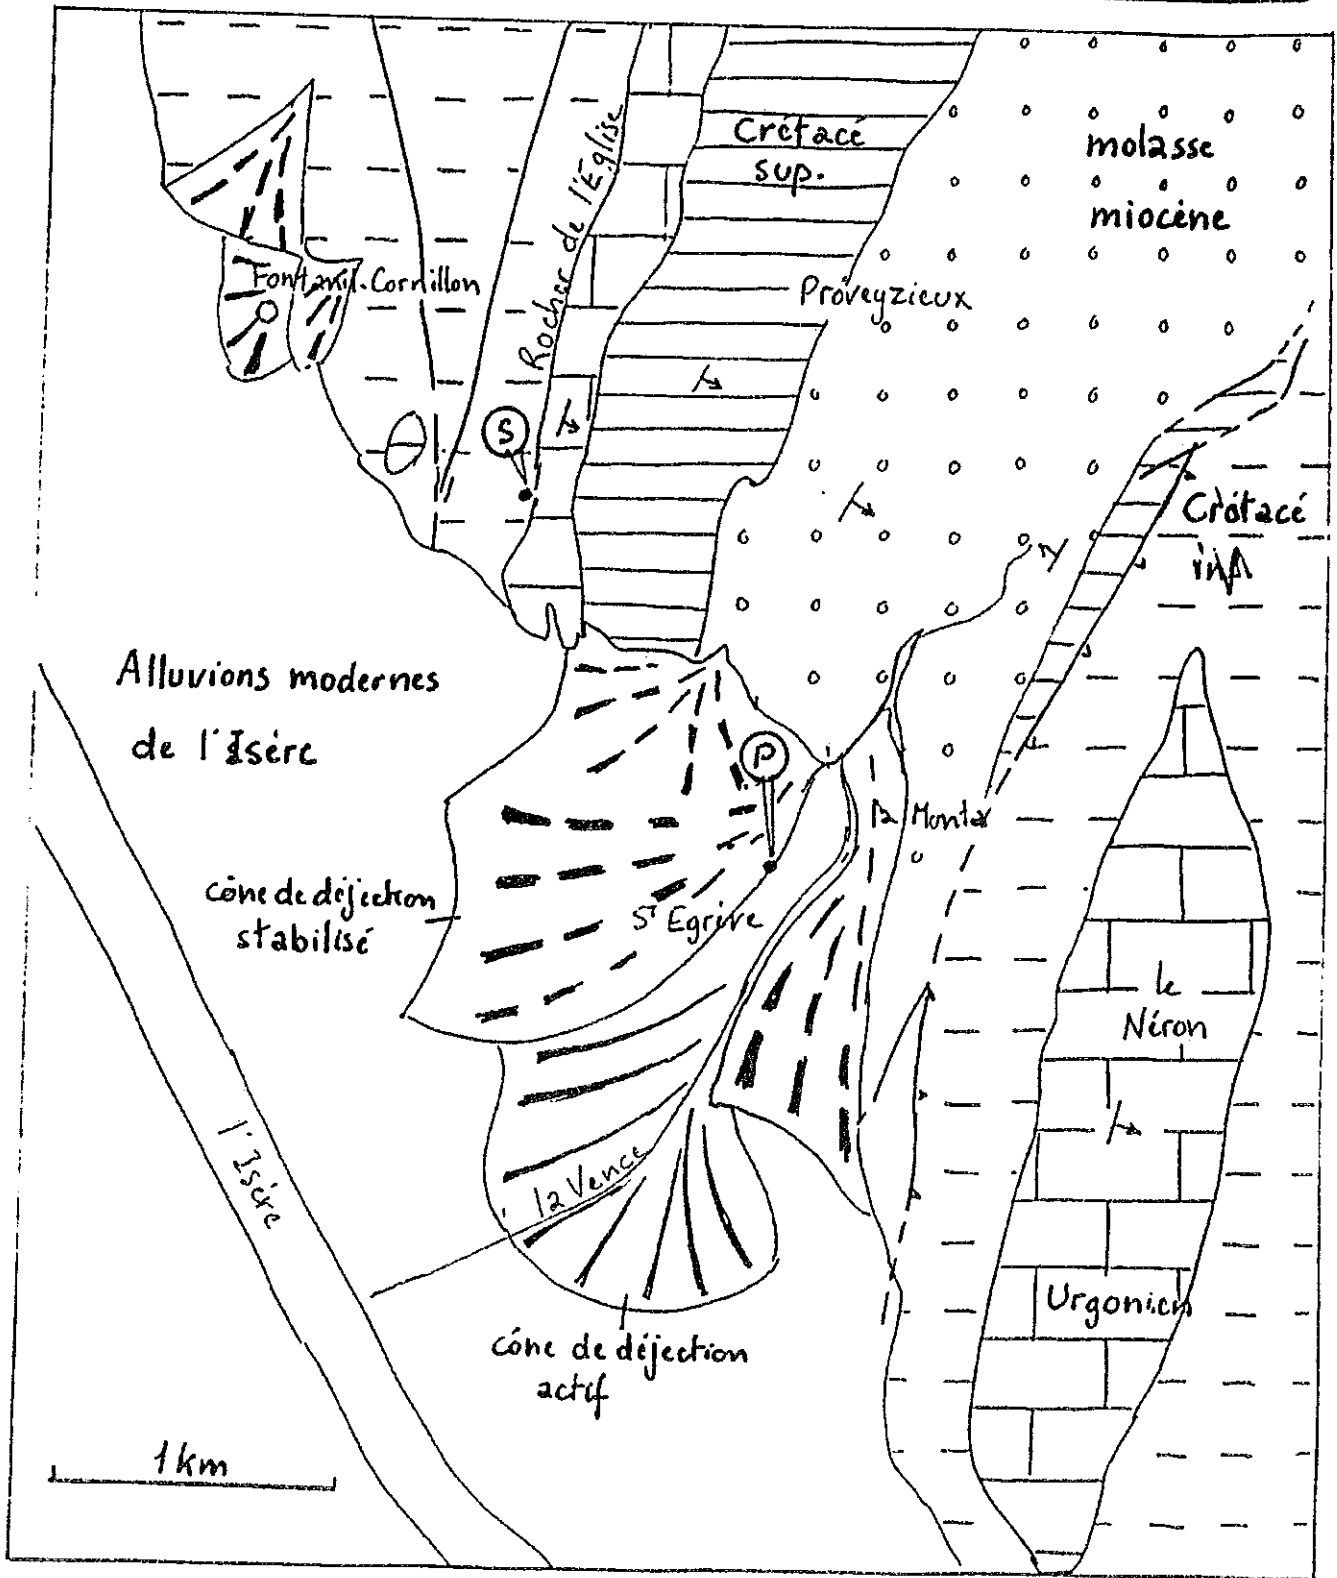 Crétacé
sup.
molasse
miocène
Rocher de l'Eglise
Fontanil.Cornillon
Proveyzieux
S
Crétacé
inf
Alluvions modernes
de l'Isère
P
la Monta
cône de déjection
stabilisé
St Egrève
le
Néron
l'Isère
la Vence
Urgonien
cône de déjection
actif
1 km